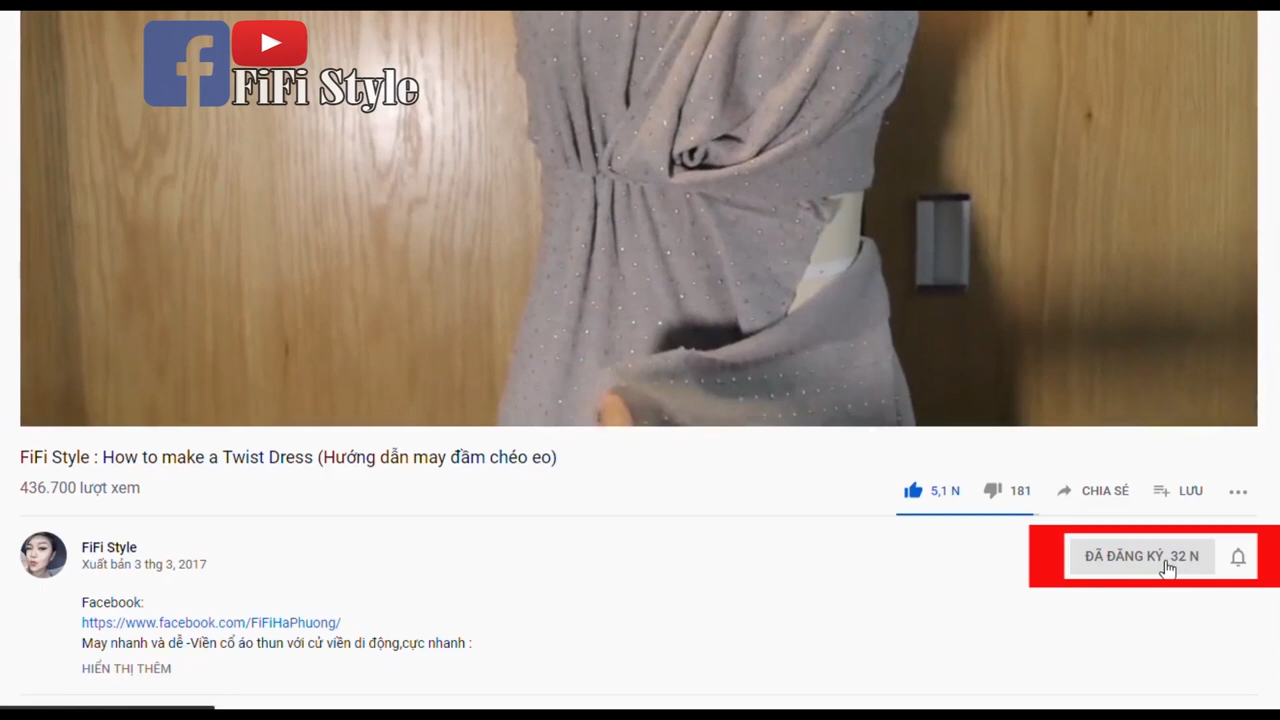 FiFi Style
FiFi Style : How to make a Twist Dress (Hướng dẫn may đầm chéo eo)
436.700 lượt xem
5,1 N 181 CHIA SẺ LƯU
FiFi Style
Xuất bản 3 thg 3, 2017
ĐÃ ĐĂNG KÝ 32 N
Facebook:
https://www.facebook.com/FiFiHaPhuong/
May nhanh và dễ -Viền cổ áo thun với cử viền di động,cực nhanh :
HIỂN THỊ THÊM